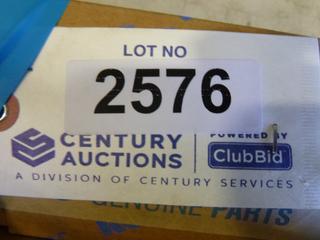 LOT NO
2576
CENTURY
AUCTIONS
POWERED BY
ClubBid
A DIVISION OF CENTURY SERVICES
GENUINE PARTS